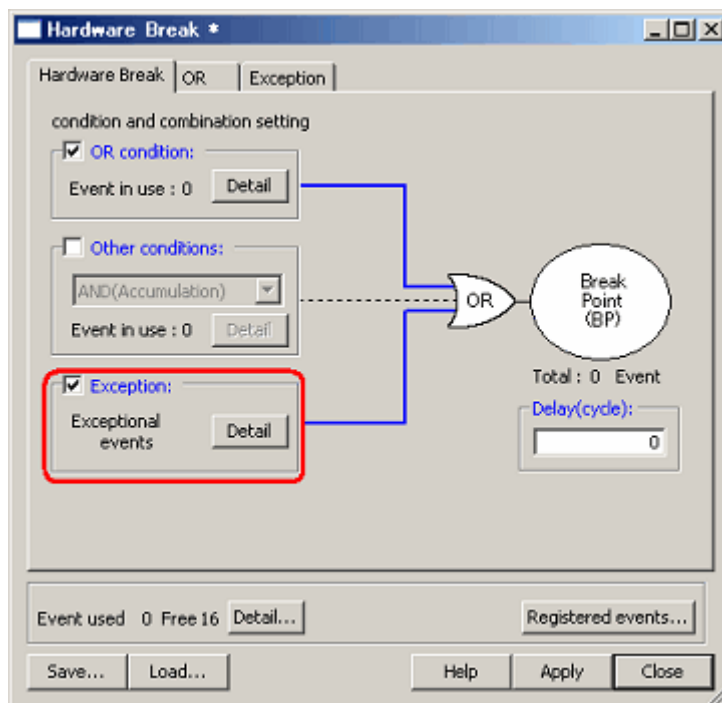 Hardware Break *
Hardware Break OR Exception
condition and combination setting
OR condition:
Event in use : 0 Detail
Other conditions:
AND(Accumulation)
Event in use : 0 Detail
Exception:
Exceptional
events
Detail
OR
Break
Point
(BP)
Total : 0 Event
Delay(cycle):
0
Event used 0 Free 16 Detail... Registered events...
Save... Load... Help Apply Close